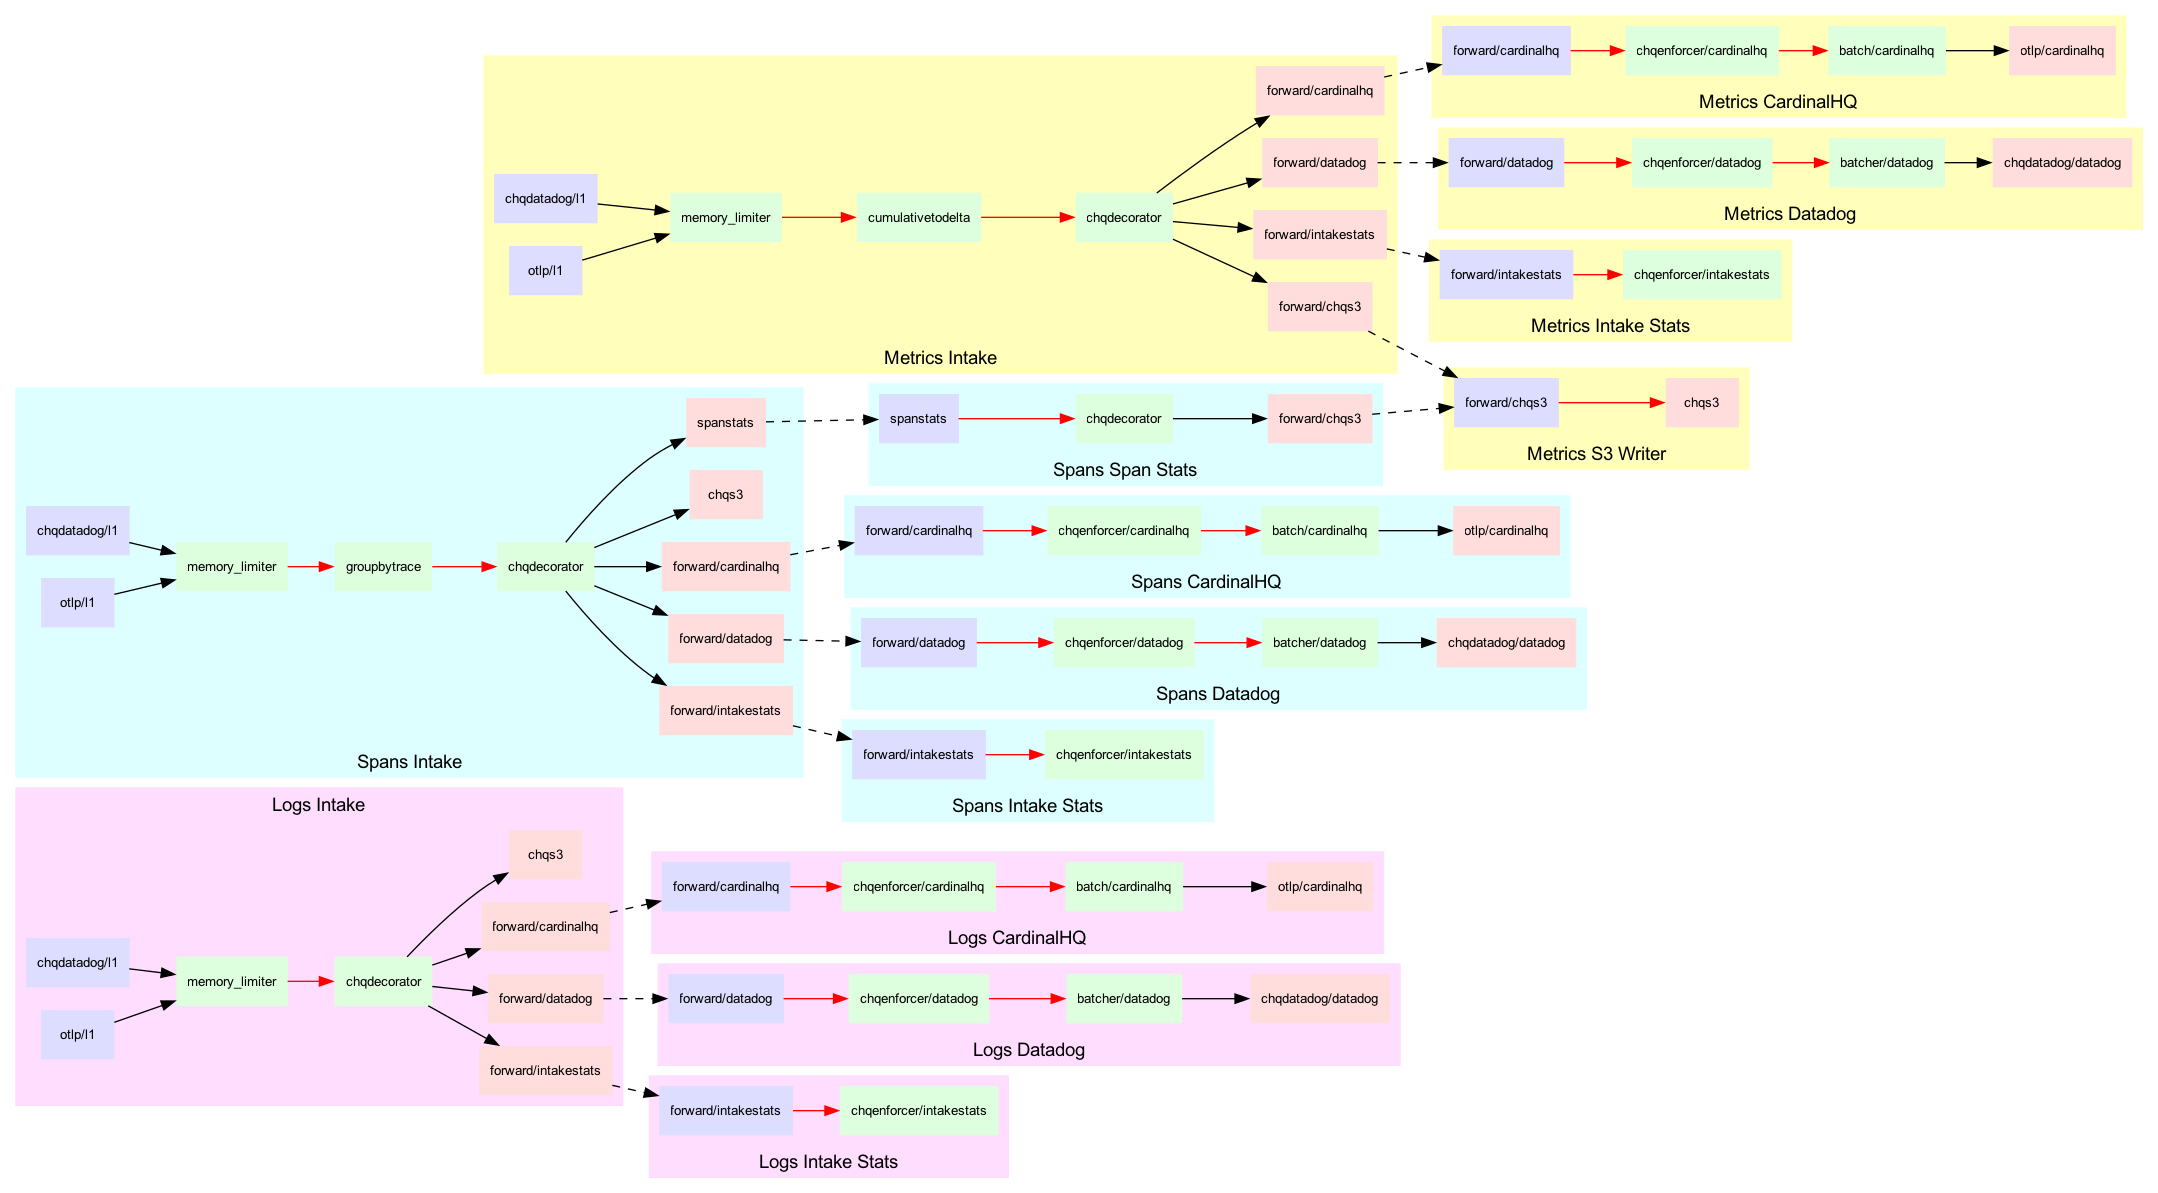 forward/cardinalhq
chqenforcer/cardinalhq
batch/cardinalhq
otlp/cardinalhq
Metrics CardinalHQ
forward/datadog
chqenforcer/datadog
batcher/datadog
chqdatadog/datadog
Metrics Datadog
forward/intakestats
chqenforcer/intakestats
Metrics Intake Stats
forward/chqs3
chqs3
Metrics S3 Writer
chqdatadog/l1
otlp/l1
memory_limiter
cumulativetodelta
chqdecorator
forward/cardinalhq
forward/datadog
forward/intakestats
forward/chqs3
Metrics Intake
chqdatadog/l1
otlp/l1
memory_limiter
groupbytrace
chqdecorator
spanstats
chqs3
forward/cardinalhq
forward/datadog
forward/intakestats
Spans Intake
spanstats
chqdecorator
forward/chqs3
Spans Span Stats
forward/cardinalhq
chqenforcer/cardinalhq
batch/cardinalhq
otlp/cardinalhq
Spans CardinalHQ
forward/datadog
chqenforcer/datadog
batcher/datadog
chqdatadog/datadog
Spans Datadog
forward/intakestats
chqenforcer/intakestats
Spans Intake Stats
Logs Intake
chqdatadog/l1
otlp/l1
memory_limiter
chqdecorator
chqs3
forward/cardinalhq
forward/datadog
forward/intakestats
forward/cardinalhq
chqenforcer/cardinalhq
batch/cardinalhq
otlp/cardinalhq
Logs CardinalHQ
forward/datadog
chqenforcer/datadog
batcher/datadog
chqdatadog/datadog
Logs Datadog
forward/intakestats
chqenforcer/intakestats
Logs Intake Stats